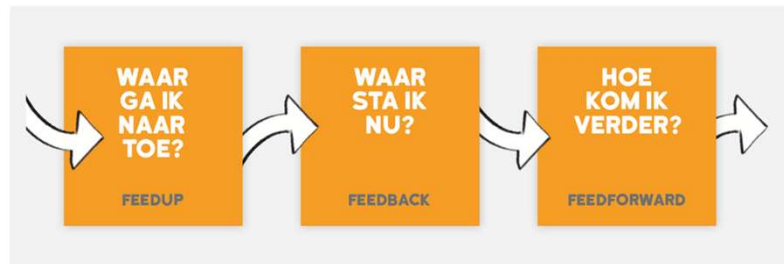 WAAR
GA IK
NAAR
TOE?
FEEDUP
WAAR
STA IK
NU?
FEEDBACK
HOE
KOM IK
VERDER?
FEEDFORWARD